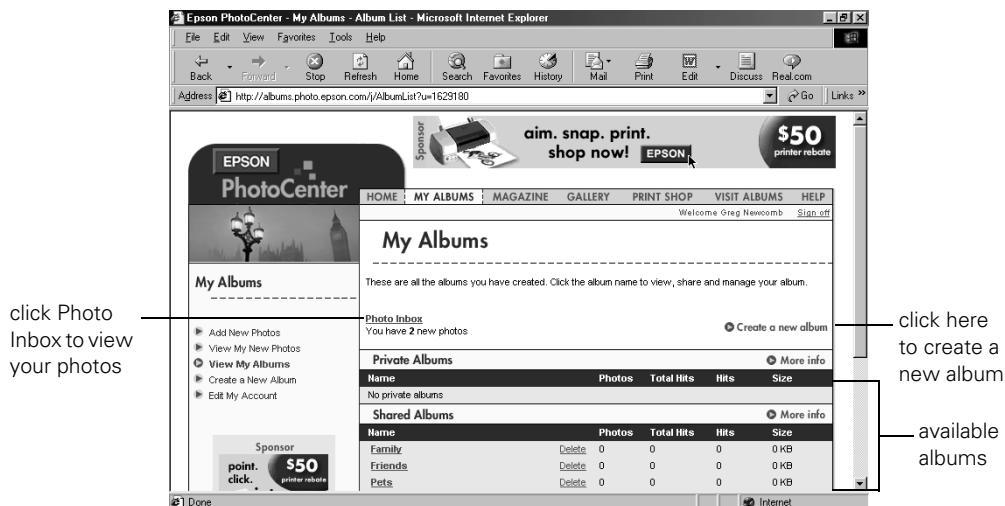 Epson PhotoCenter - My Albums - Album List - Microsoft Internet Explorer
File Edit View Favorites Tools Help
Back Forward Stop Refresh Home Search Favorites History Mail Print Edit Discuss Real.com
Address http://albums.photo.epson.com/j/AlbumList?u=1629180 Go Links »
Sponsor
aim. snap. print.
shop now! EPSON
$50
printer rebate
EPSON
PhotoCenter
HOME MY ALBUMS MAGAZINE GALLERY PRINT SHOP VISIT ALBUMS HELP
Welcome Greg Newcomb Sign off
My Albums
These are all the albums you have created. Click the album name to view, share and manage your album.
My Albums
Add New Photos
View My New Photos
View My Albums
Create a New Album
Edit My Account
Photo Inbox
You have 2 new photos
Create a new album
Private Albums More info
Name Photos Total Hits Hits Size
No private albums
Shared Albums More info
Name Photos Total Hits Hits Size
Family Delete 0 0 0 0 KB
Friends Delete 0 0 0 0 KB
Pets Delete 0 0 0 0 KB
Sponsor
point.
click.
$50
printer rebate
Done Internet
click Photo
Inbox to view
your photos
click here
to create a
new album
available
albums